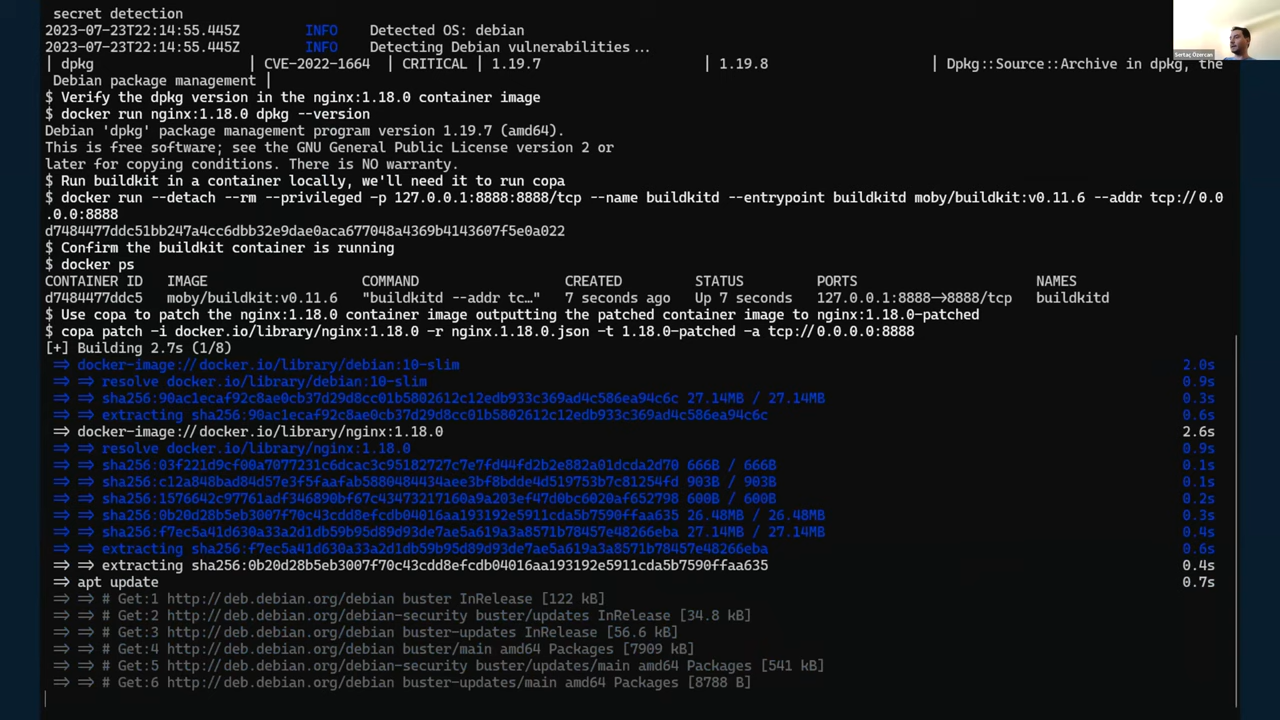 secret detection
2023-07-23T22:14:55.445Z INFO Detected OS: debian
2023-07-23T22:14:55.445Z INFO Detecting Debian vulnerabilities...
| dpkg | CVE-2022-1664 | CRITICAL | 1.19.7 | 1.19.8 | Dpkg::Source::Archive in dpkg, the
Debian package management |
$ Verify the dpkg version in the nginx:1.18.0 container image
$ docker run nginx:1.18.0 dpkg --version
Debian 'dpkg' package management program version 1.19.7 (amd64).
This is free software; see the GNU General Public License version 2 or
later for copying conditions. There is NO warranty.
$ Run buildkit in a container locally, we'll need it to run copa
$ docker run --detach --rm --privileged -p 127.0.0.1:8888:8888/tcp --name buildkitd --entrypoint buildkitd moby/buildkit:v0.11.6 --addr tcp://0.0
.0.0:8888
d7484477ddc51bb247a4cc6dbb32e9dae0aca677048a4369b4143607f5e0a022
$ Confirm the buildkit container is running
$ docker ps
CONTAINER ID IMAGE COMMAND CREATED STATUS PORTS NAMES
d7484477ddc5 moby/buildkit:v0.11.6 "buildkitd --addr tc…" 7 seconds ago Up 7 seconds 127.0.0.1:8888->8888/tcp buildkitd
$ Use copa to patch the nginx:1.18.0 container image outputting the patched container image to nginx:1.18.0-patched
$ copa patch -i docker.io/library/nginx:1.18.0 -r nginx.1.18.0.json -t 1.18.0-patched -a tcp://0.0.0.0:8888
[+] Building 2.7s (1/8)
=> docker-image://docker.io/library/debian:10-slim 2.0s
=> => resolve docker.io/library/debian:10-slim 0.9s
=> => sha256:90ac1ecaf92c8ae0cb37d29d8cc01b5802612c12edb933c369ad4c586ea94c6c 27.14MB / 27.14MB 0.3s
=> => extracting sha256:90ac1ecaf92c8ae0cb37d29d8cc01b5802612c12edb933c369ad4c586ea94c6c 0.6s
=> docker-image://docker.io/library/nginx:1.18.0 2.6s
=> => resolve docker.io/library/nginx:1.18.0 0.9s
=> => sha256:03f221d9cf00a7077231c6dcac3c95182727c7e7fd44fd2b2e882a01dcda2d70 666B / 666B 0.1s
=> => sha256:c12a848bad84d57e3f5faafab5880484434aee3bf8bdde4d519753b7c81254fd 903B / 903B 0.1s
=> => sha256:1576642c97761adf346890bf67c43473217160a9a203ef47d0bc6020af652798 600B / 600B 0.2s
=> => sha256:0b20d28b5eb3007f70c43cdd8efcdb04016aa193192e5911cda5b7590ffaa635 26.48MB / 26.48MB 0.3s
=> => sha256:f7ec5a41d630a33a2d1db59b95d89d93de7ae5a619a3a8571b78457e48266eba 27.14MB / 27.14MB 0.4s
=> => extracting sha256:f7ec5a41d630a33a2d1db59b95d89d93de7ae5a619a3a8571b78457e48266eba 0.6s
=> => extracting sha256:0b20d28b5eb3007f70c43cdd8efcdb04016aa193192e5911cda5b7590ffaa635 0.4s
=> apt update 0.7s
=> => # Get:1 http://deb.debian.org/debian buster InRelease [122 kB]
=> => # Get:2 http://deb.debian.org/debian-security buster/updates InRelease [34.8 kB]
=> => # Get:3 http://deb.debian.org/debian buster-updates InRelease [56.6 kB]
=> => # Get:4 http://deb.debian.org/debian buster/main amd64 Packages [7909 kB]
=> => # Get:5 http://deb.debian.org/debian-security buster/updates/main amd64 Packages [541 kB]
=> => # Get:6 http://deb.debian.org/debian buster-updates/main amd64 Packages [8788 B]
Sertaç Özercan